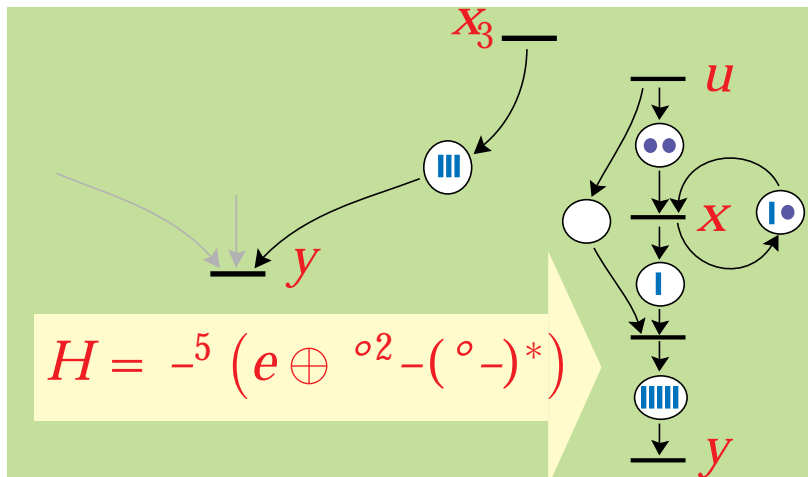 x₃
u
x
y
H = –⁵ (e ⊕ °² –(° –)*)
y